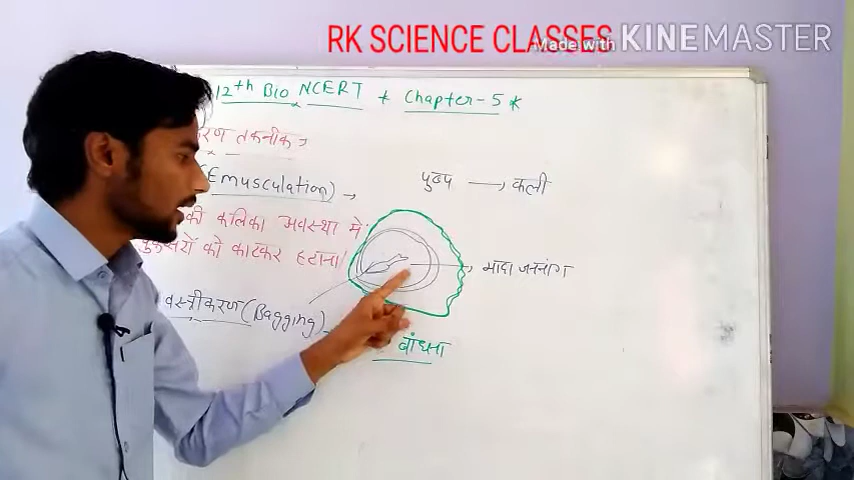 RK SCIENCE CLASSES
Made with KINEMASTER
12th Bio NCERT * Chapter-5 *
करण तकनीक
(Emusculation)
पुष्प → कली
की कलिका अवस्था में
पुंकेसरों को काटकर हटाना।
मादा जननांग
वस्त्रीकरण (Bagging)
बांधना